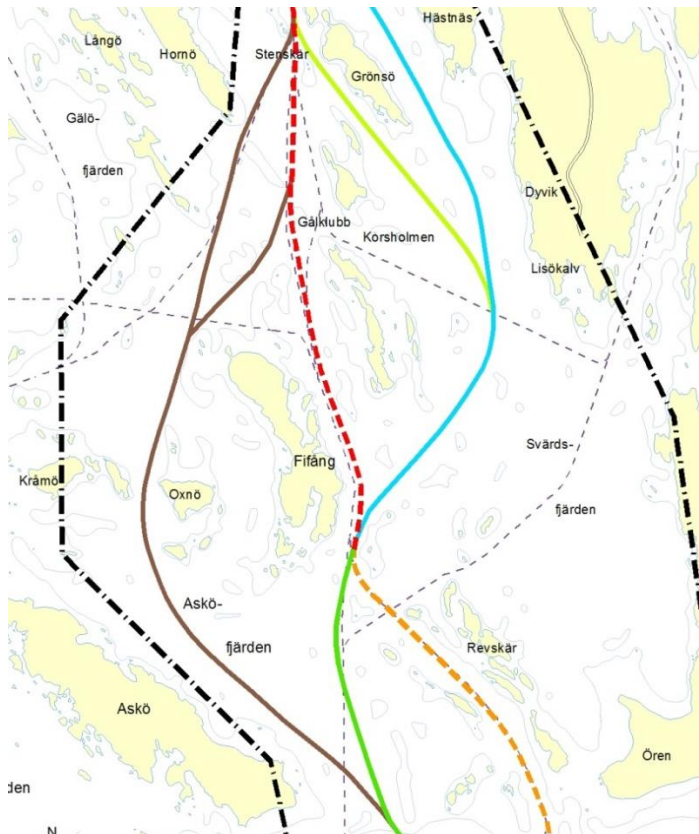 Hästnäs
Långö
Hornö
Stenskär
Grönsö
Gälö-
fjärden
Dyvik
Gålklubb
Korsholmen
Lisökalv
Svärds-
fjärden
Fifång
Kråmö
Oxnö
Askö-
fjärden
Revskär
Askö
Ören
den
N